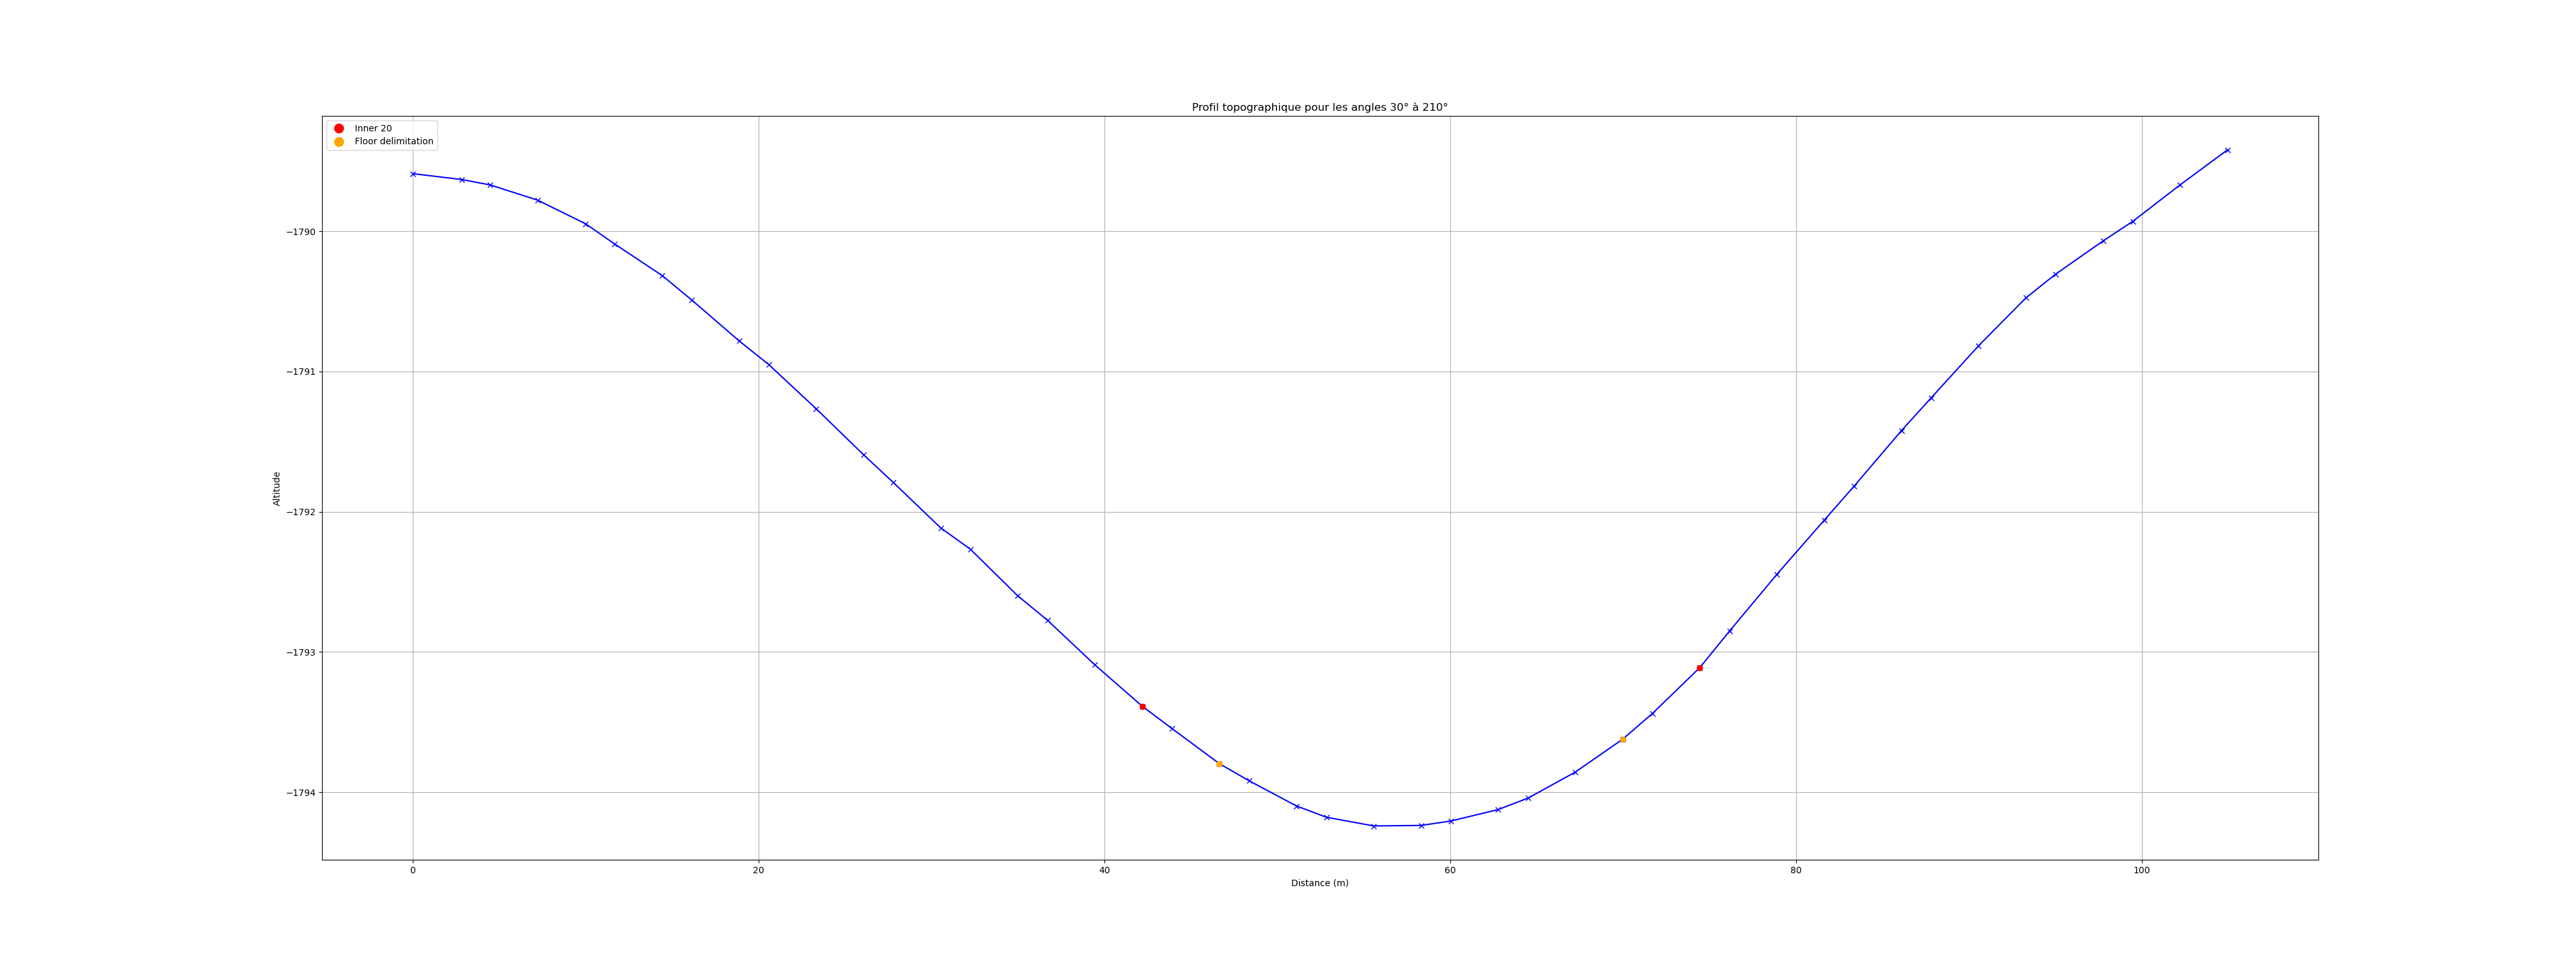 Profil topographique pour les angles 30° à 210°
Inner 20
Floor delimitation
−1790
−1791
−1792
−1793
−1794
Altitude
0 20 40 60 80 100
Distance (m)